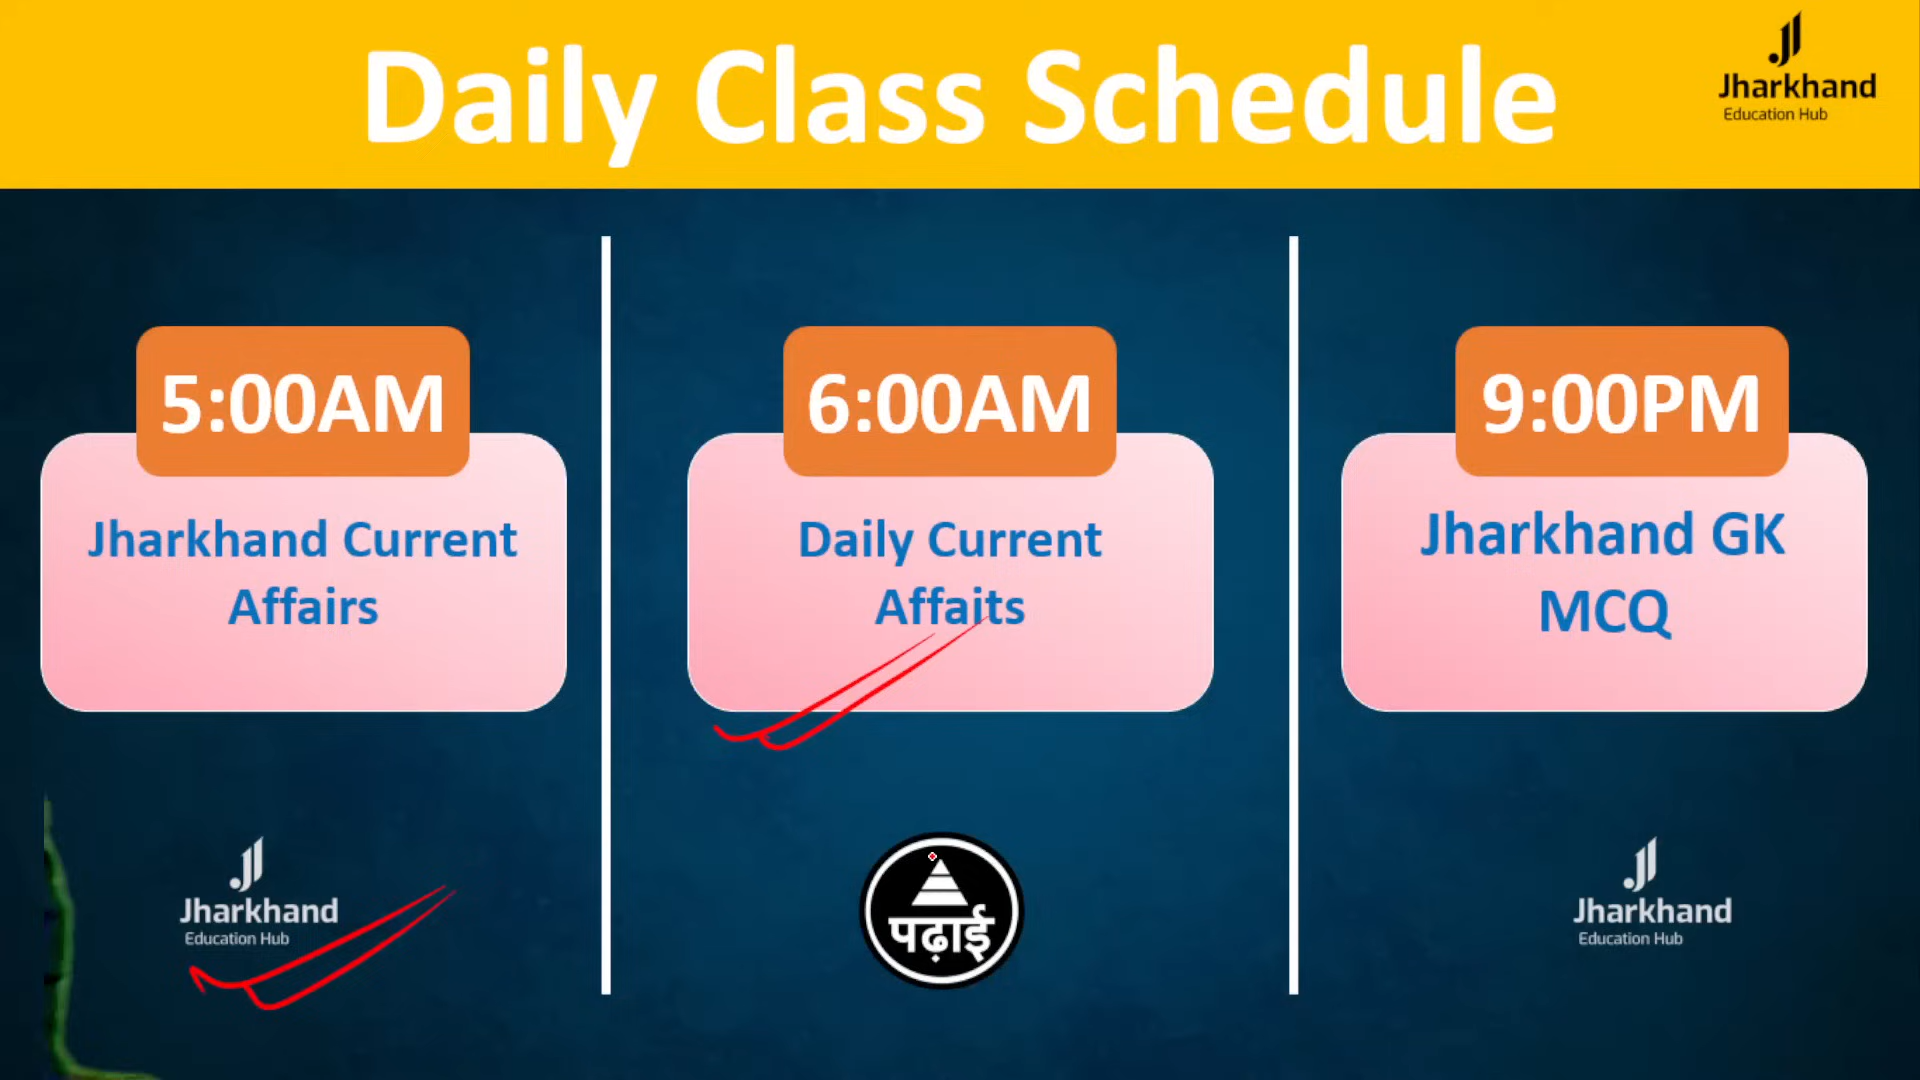 Daily Class Schedule
Jharkhand
Education Hub
5:00AM
Jharkhand Current
Affairs
Jharkhand
Education Hub
6:00AM
Daily Current
Affaits
पढ़ाई
9:00PM
Jharkhand GK
MCQ
Jharkhand
Education Hub